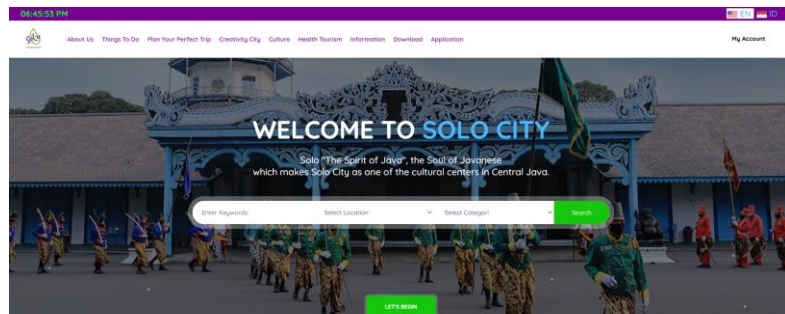 06:45:53 PM
EN ID
About Us Things To Do Plan Your Perfect Trip Creativity City Culture Health Tourism Information Download Application
My Account
WELCOME TO SOLO CITY
Solo "The Spirit of Java", the Soul of Javanese
which makes Solo City as one of the cultural centers in Central Java.
Enter Keywords: Select Location Select Categori Search
LET'S BEGIN